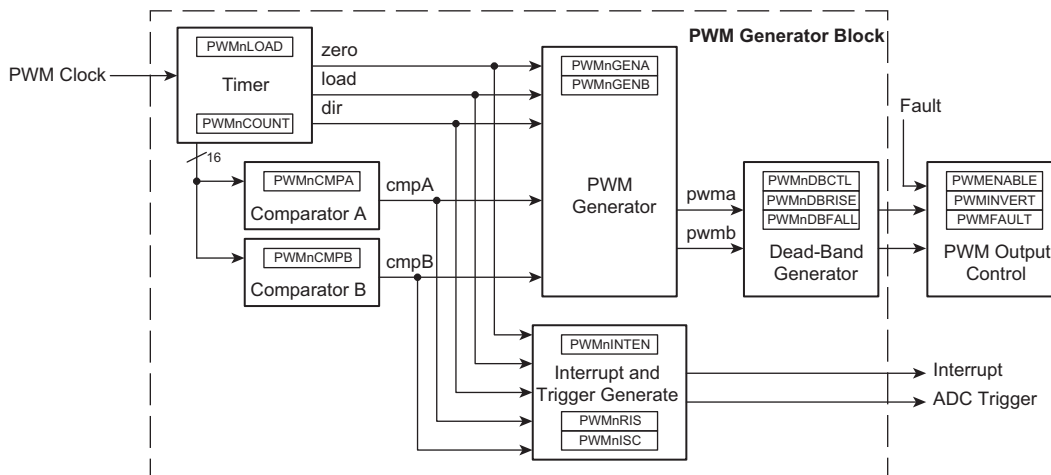 PWM Generator Block
PWM Clock
PWMnLOAD
Timer
PWMnCOUNT
zero
load
dir
16
PWMnCMPA
Comparator A
cmpA
PWMnCMPB
Comparator B
cmpB
PWMnGENA
PWMnGENB
PWM
Generator
pwma
pwmb
PWMnDBCTL
PWMnDBRISE
PWMnDBFALL
Dead-Band
Generator
Fault
PWMENABLE
PWMINVERT
PWMFAULT
PWM Output
Control
PWMnINTEN
Interrupt and
Trigger Generate
PWMnRIS
PWMnISC
Interrupt
ADC Trigger